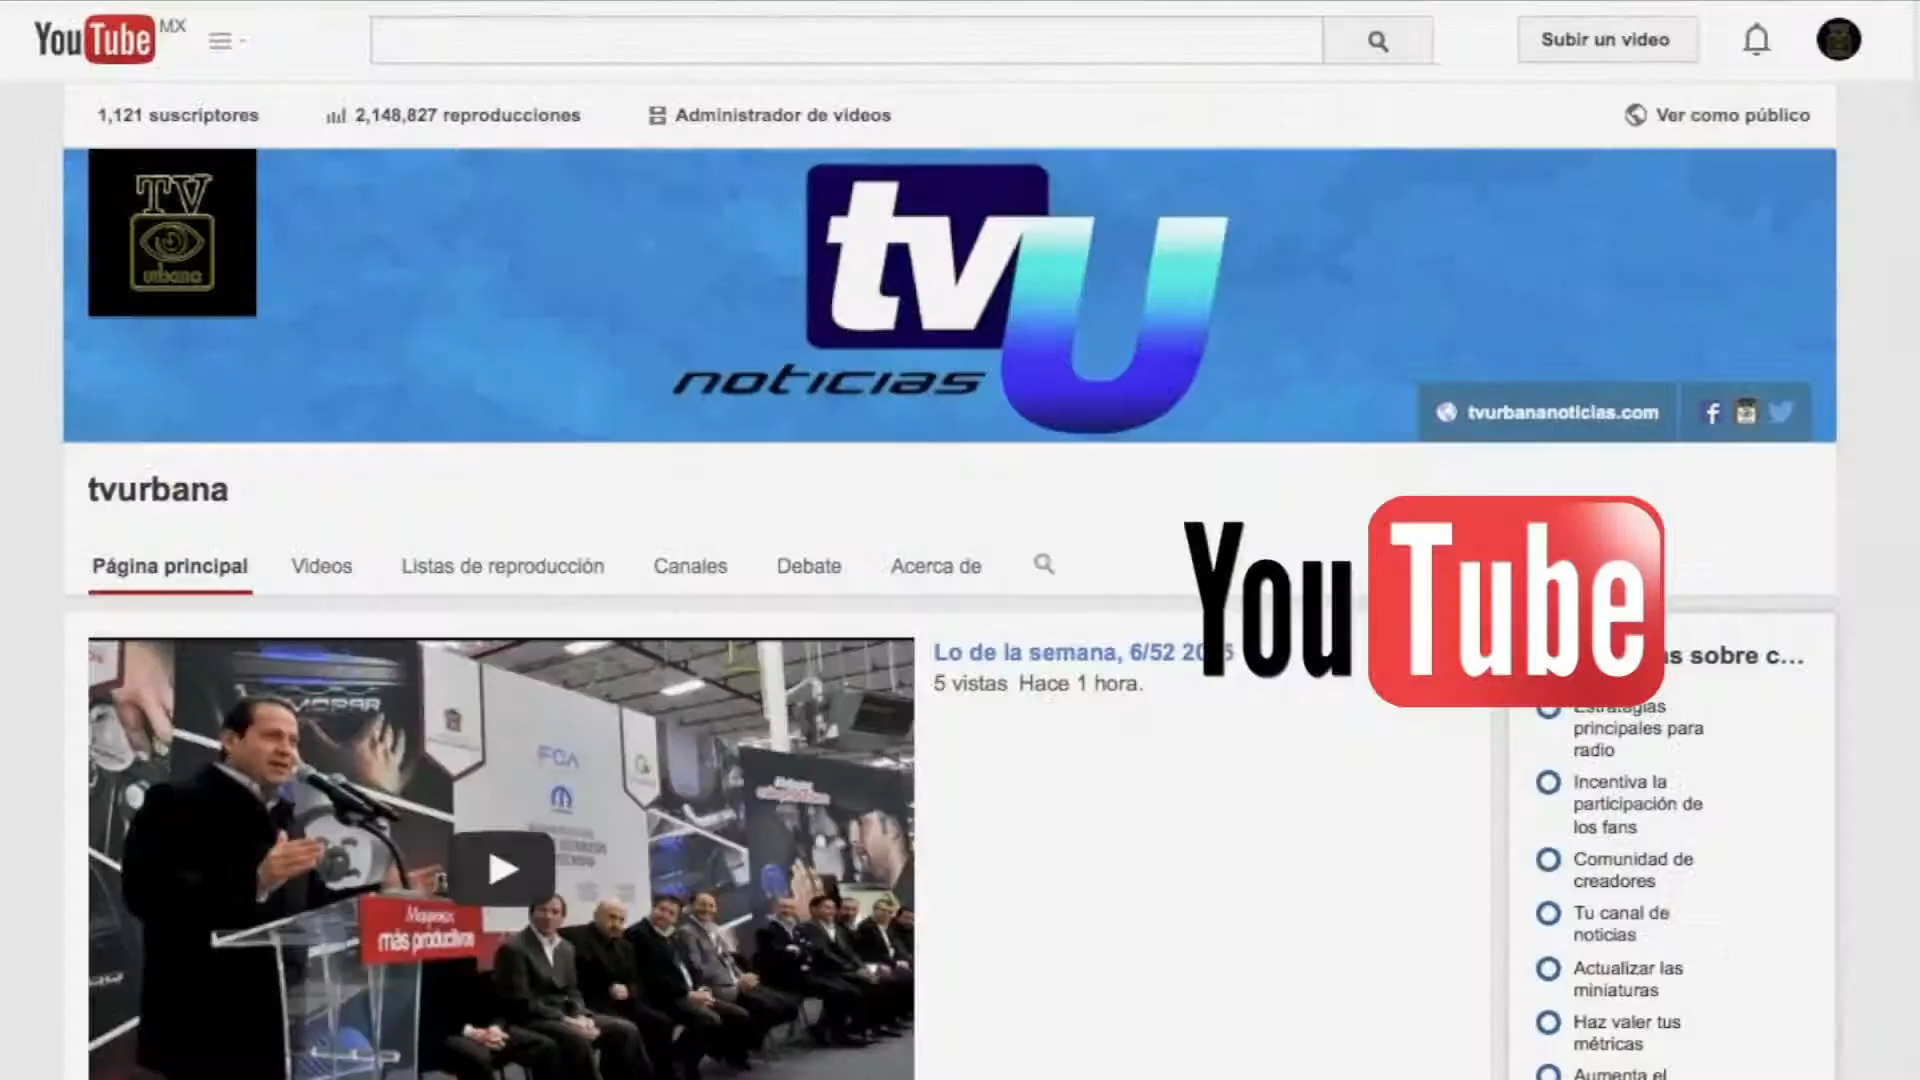 YouTube MX
Subir un video
1,121 suscriptores
2,148,827 reproducciones
Administrador de videos
Ver como público
TV
urbana
tvU
noticias
tvurbananoticias.com
tvurbana
Página principal
Videos
Listas de reproducción
Canales
Debate
Acerca de
YouTube
Lo de la semana, 6/52
5 vistas Hace 1 hora.
sobre c...
Estrategias
principales para
radio
Incentiva la
participación de
los fans
Comunidad de
creadores
Tu canal de
noticias
Actualizar las
miniaturas
Haz valer tus
métricas
Aumenta el
MOPAR
FCA
más productivos